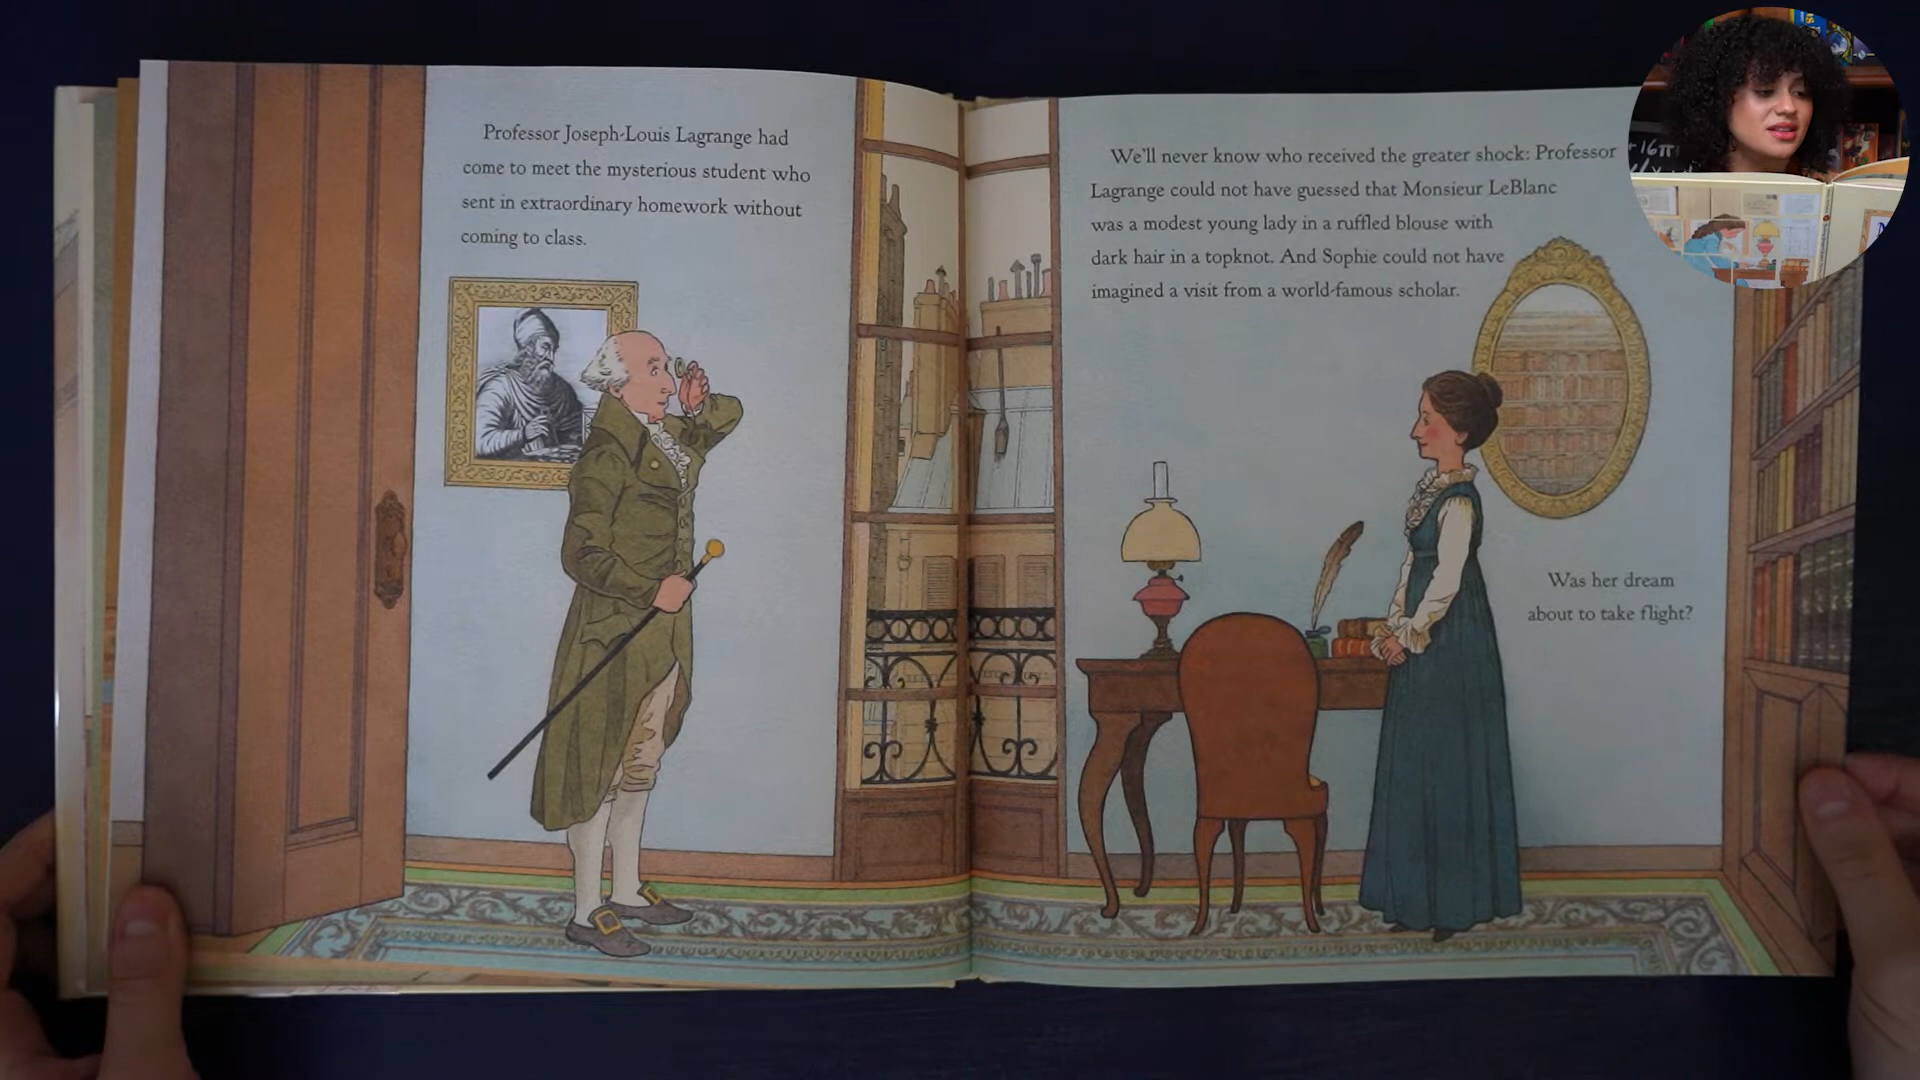 Professor Joseph-Louis Lagrange had
come to meet the mysterious student who
sent in extraordinary homework without
coming to class.
We'll never know who received the greater shock: Professor
Lagrange could not have guessed that Monsieur LeBlanc
was a modest young lady in a ruffled blouse with
dark hair in a topknot. And Sophie could not have
imagined a visit from a world-famous scholar.
Was her dream
about to take flight?